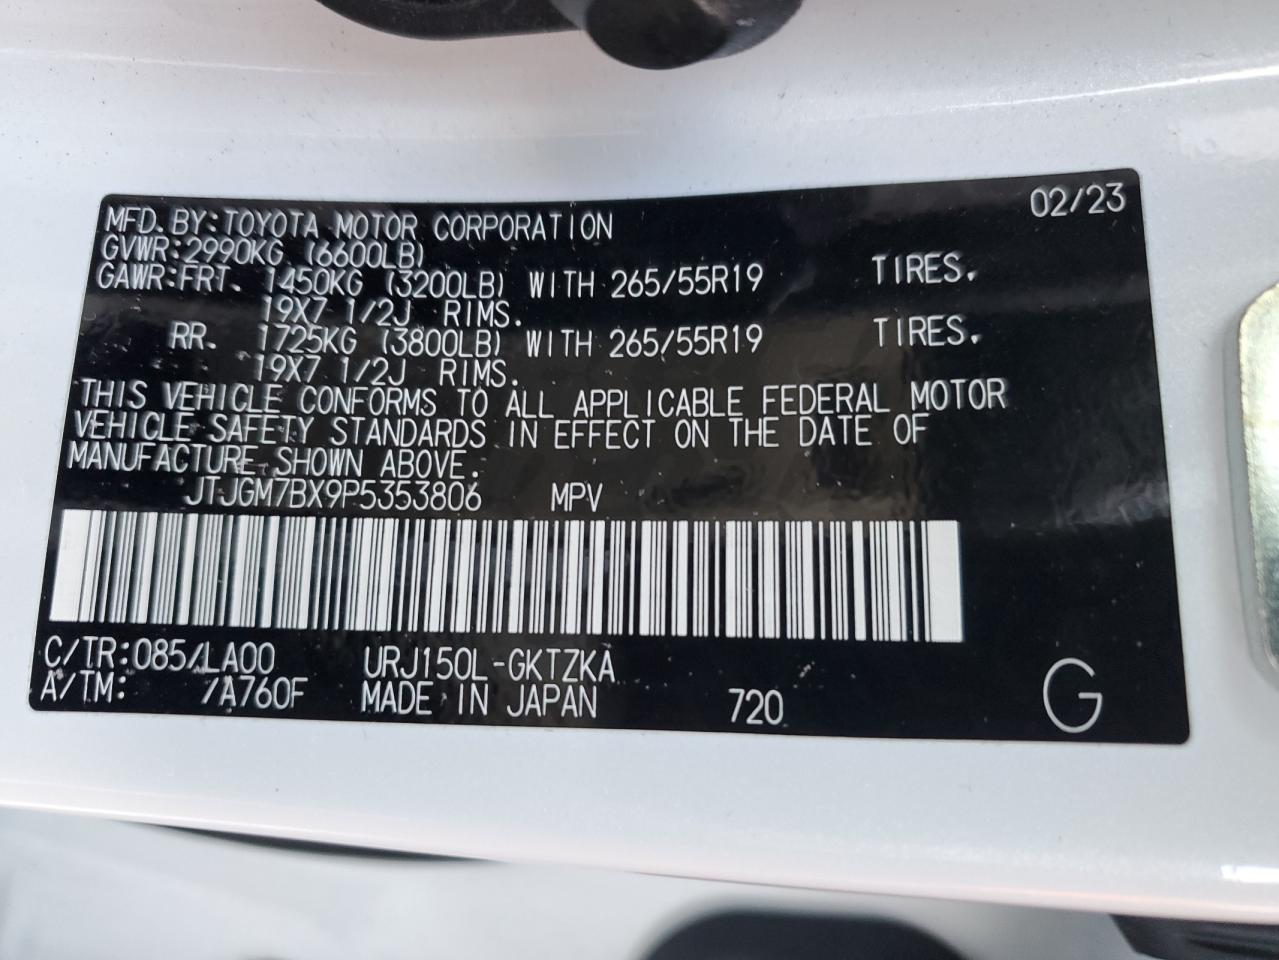 MFD.BY:TOYOTA MOTOR CORPORATION 02/23
GVWR:2990KG (6600LB)
GAWR:FRT. 1450KG (3200LB) WITH 265/55R19 TIRES.
19X7 1/2J RIMS.
RR. 1725KG (3800LB) WITH 265/55R19 TIRES.
19X7 1/2J RIMS.
THIS VEHICLE CONFORMS TO ALL APPLICABLE FEDERAL MOTOR
VEHICLE SAFETY STANDARDS IN EFFECT ON THE DATE OF
MANUFACTURE SHOWN ABOVE.
JTJGM7BX9P5353806 MPV
C/TR:085/LA00 URJ150L-GKTZKA
A/TM: /A760F MADE IN JAPAN 720 G